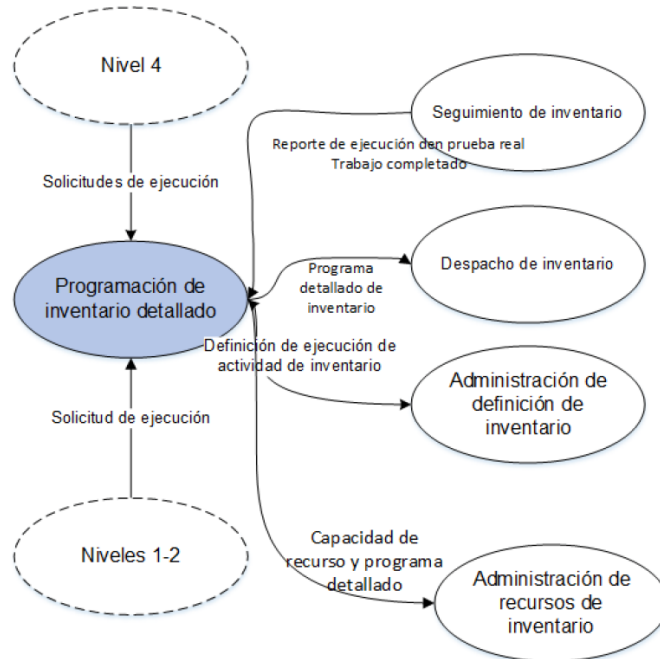 Nivel 4
Seguimiento de inventario
Reporte de ejecución den prueba real
Trabajo completado
Solicitudes de ejecución
Programación de
inventario detallado
Programa
detallado de
inventario
Despacho de inventario
Definición de ejecución de
actividad de inventario
Administración de
definición de
inventario
Solicitud de ejecución
Niveles 1-2
Capacidad de
recurso y programa
detallado
Administración de
recursos de
inventario